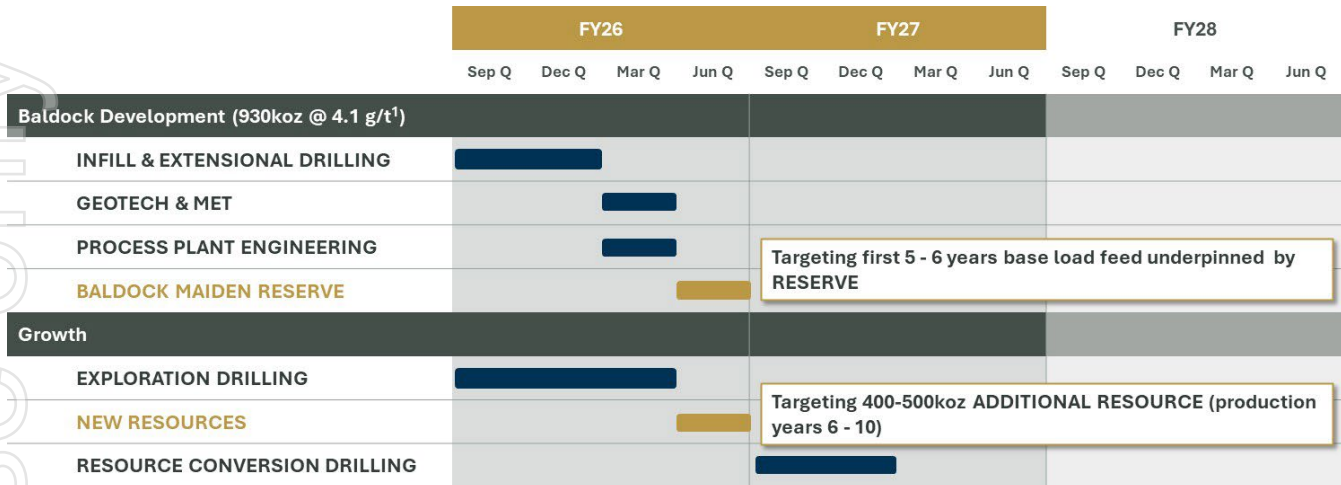 FY26 FY27 FY28
Sep Q Dec Q Mar Q Jun Q Sep Q Dec Q Mar Q Jun Q Sep Q Dec Q Mar Q Jun Q
Baldock Development (930koz @ 4.1 g/t¹)
INFILL & EXTENSIONAL DRILLING
GEOTECH & MET
PROCESS PLANT ENGINEERING
Targeting first 5 - 6 years base load feed underpinned by
RESERVE
BALDOCK MAIDEN RESERVE
Growth
EXPLORATION DRILLING
NEW RESOURCES
Targeting 400-500koz ADDITIONAL RESOURCE (production
years 6 - 10)
RESOURCE CONVERSION DRILLING